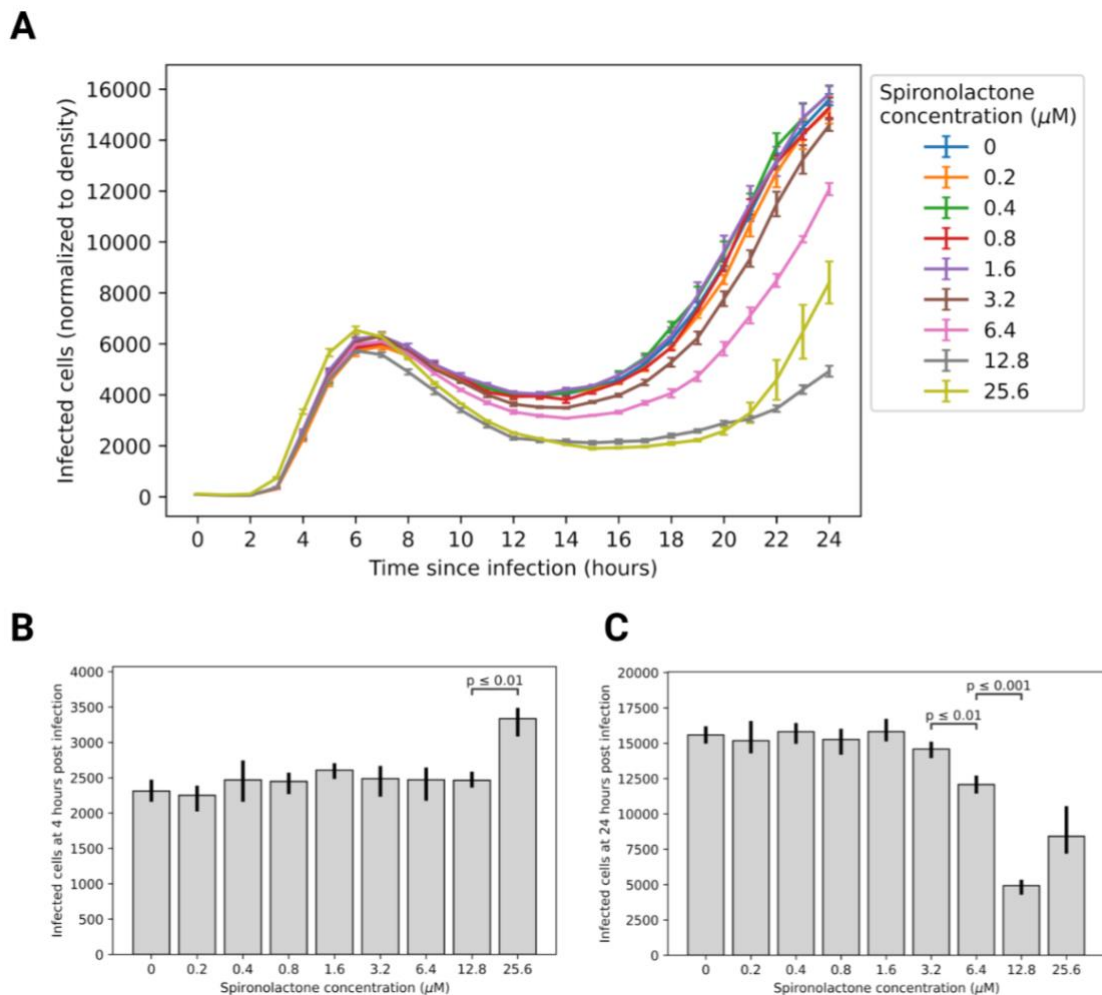 A
Infected cells (normalized to density)
16000
14000
12000
10000
8000
6000
4000
2000
0
0 2 4 6 8 10 12 14 16 18 20 22 24
Time since infection (hours)
Spironolactone
concentration (μM)
0
0.2
0.4
0.8
1.6
3.2
6.4
12.8
25.6
B
Infected cells at 4 hours post infection
4000
3500
3000
2500
2000
1500
1000
500
0
p ≤ 0.01
0 0.2 0.4 0.8 1.6 3.2 6.4 12.8 25.6
Spironolactone concentration (μM)
C
Infected cells at 24 hours post infection
20000
17500
15000
12500
10000
7500
5000
2500
0
p ≤ 0.001
p ≤ 0.01
0 0.2 0.4 0.8 1.6 3.2 6.4 12.8 25.6
Spironolactone concentration (μM)